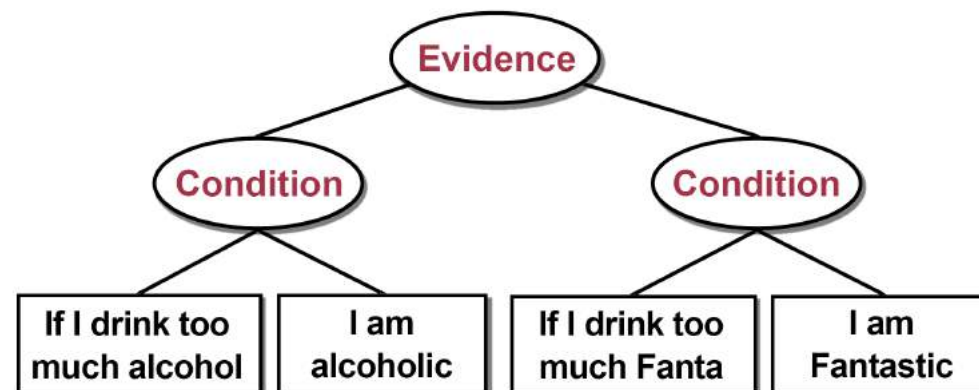 Evidence
Condition
Condition
If I drink too
much alcohol
I am
alcoholic
If I drink too
much Fanta
I am
Fantastic